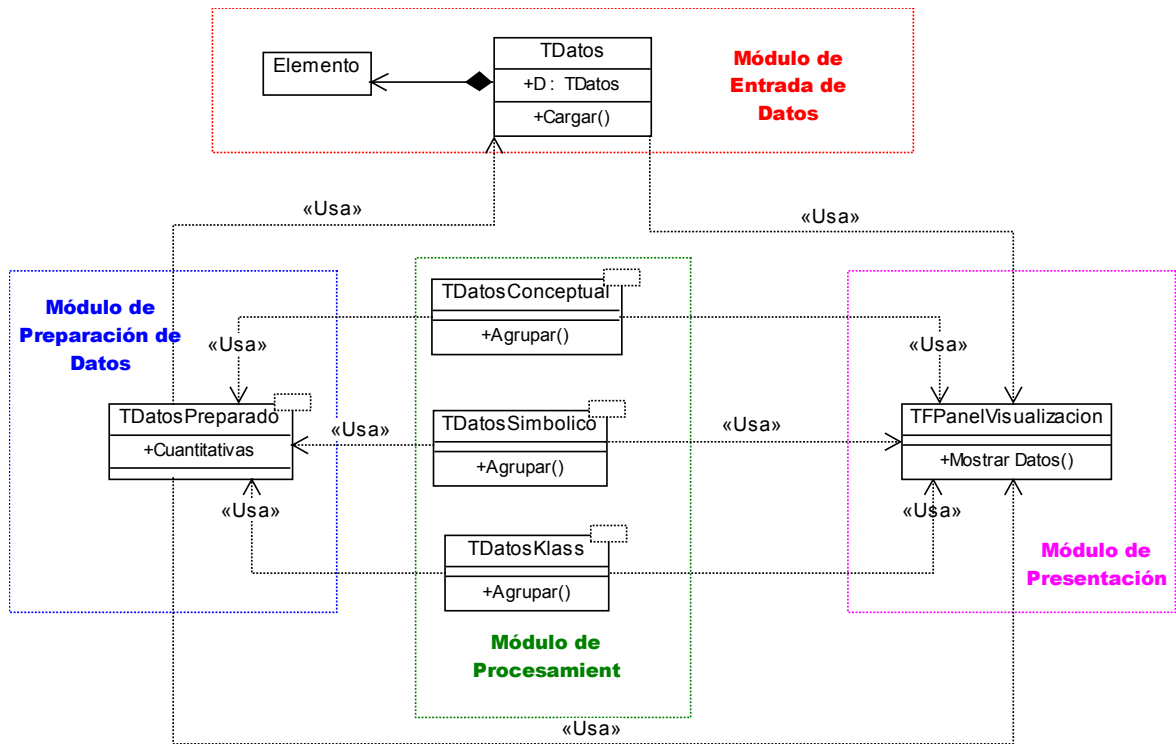 TDatos
Elemento
+D : TDatos
+Cargar()
Módulo de
Entrada de
Datos
«Usa»
«Usa»
Módulo de
Preparación de
Datos
TDatosConceptual
+Agrupar()
«Usa»
«Usa»
TDatosPreparado
+Cuantitativas
«Usa»
TDatosSimbolico
+Agrupar()
«Usa»
TFPanelVisualizacion
+Mostrar Datos()
«Usa»
«Usa»
TDatosKlass
+Agrupar()
Módulo de
Presentación
Módulo de
Procesamient
«Usa»